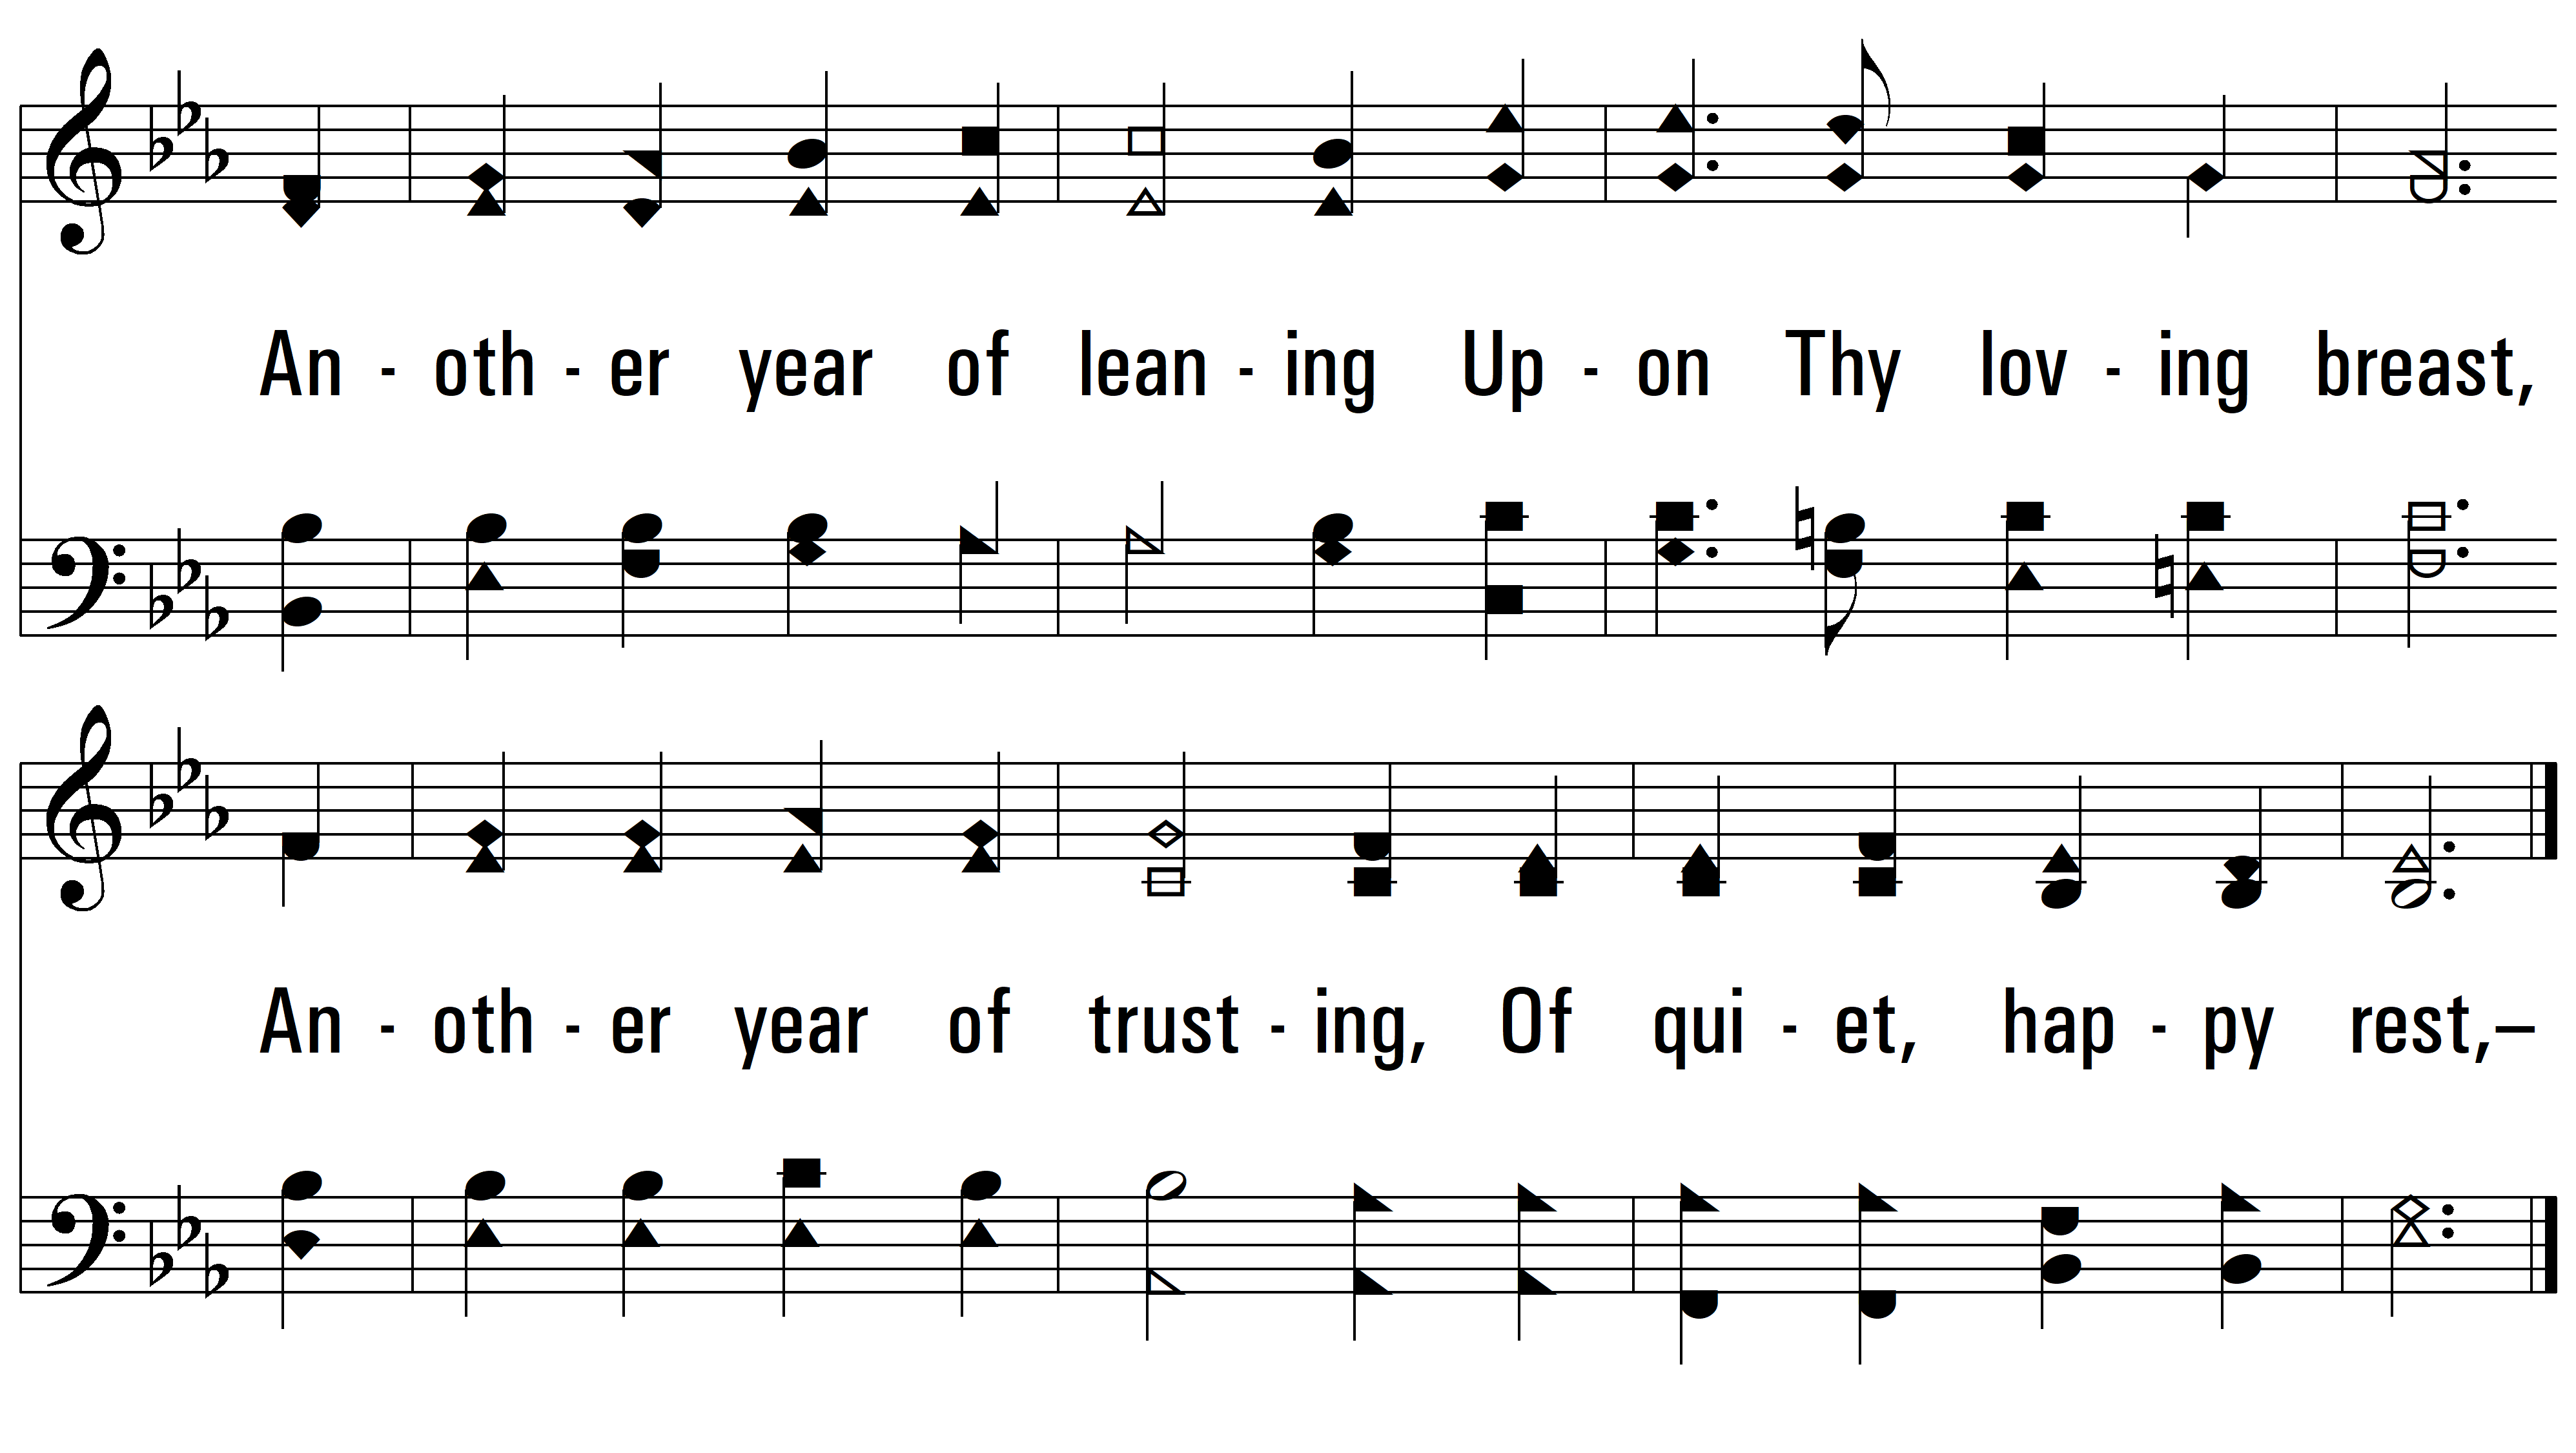 An - oth - er year of lean - ing Up - on Thy lov - ing breast,
An - oth - er year of trust - ing, Of qui - et, hap - py rest,–